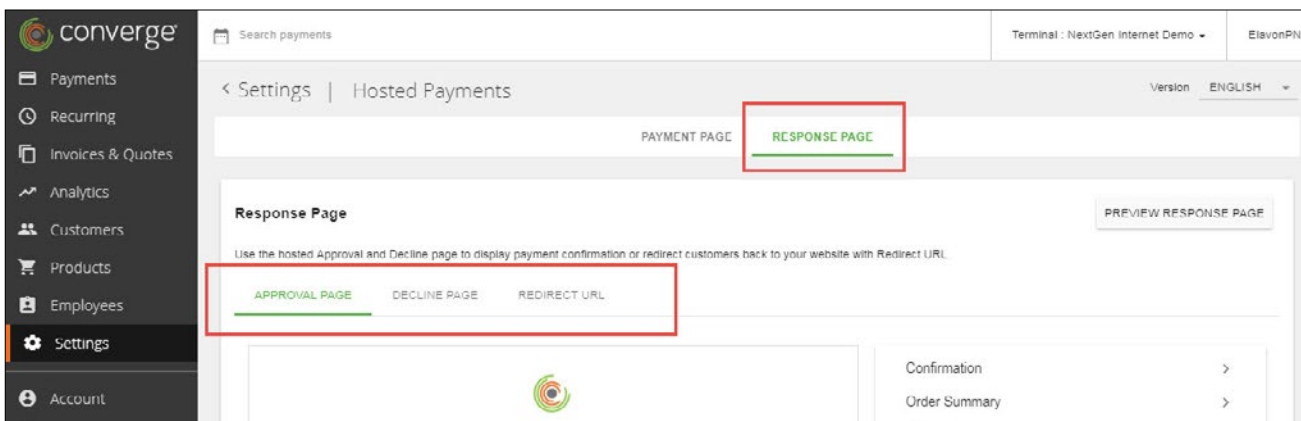 converge
Search payments
Terminal : NextGen Internet Demo
ElavonPN
Payments
Recurring
Invoices & Quotes
Analytics
Customers
Products
Employees
Settings
Account
< Settings | Hosted Payments
Version ENGLISH
PAYMENT PAGE
RESPONSE PAGE
Response Page
PREVIEW RESPONSE PAGE
Use the hosted Approval and Decline page to display payment confirmation or redirect customers back to your website with Redirect URL.
APPROVAL PAGE
DECLINE PAGE
REDIRECT URL
Confirmation >
Order Summary >